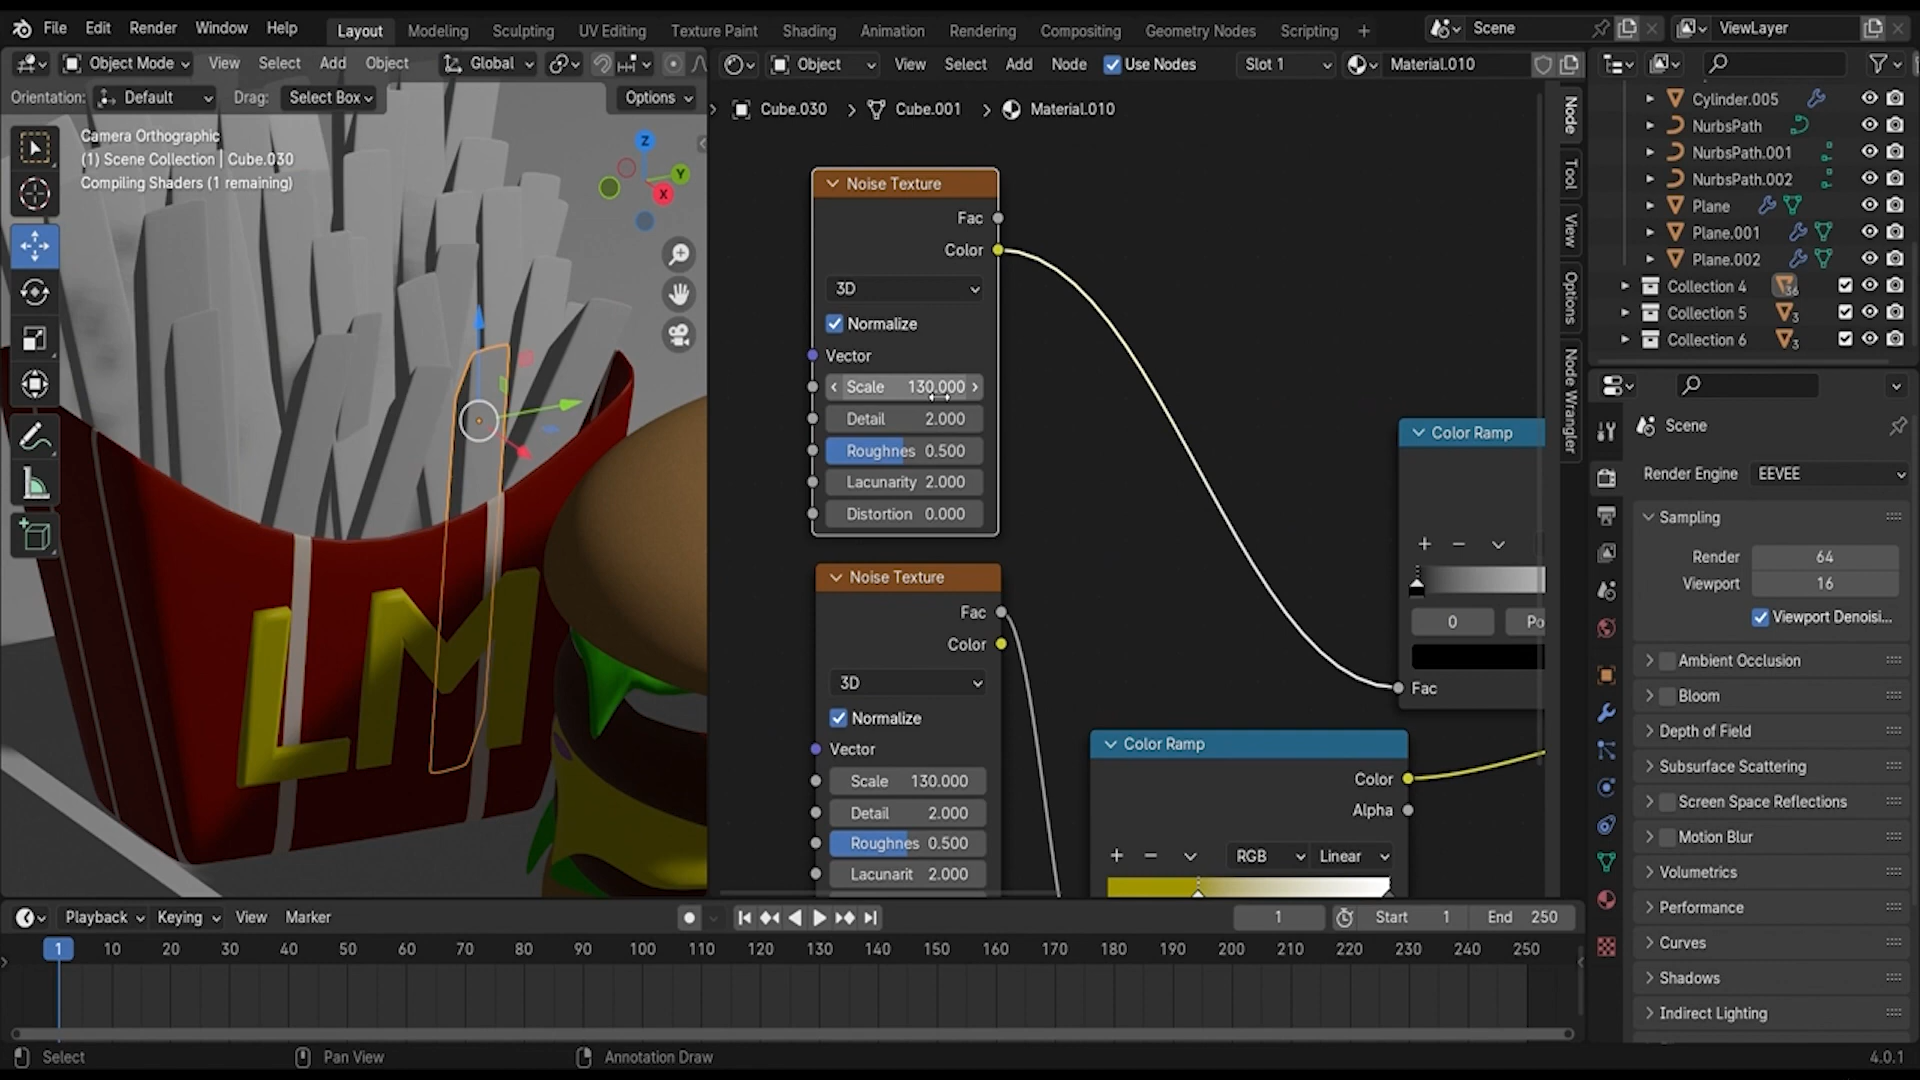 File Edit Render Window Help Layout Modeling Sculpting UV Editing Texture Paint Shading Animation Rendering Compositing Geometry Nodes Scripting + Scene ViewLayer
Object Mode View Select Add Object Global
Object View Select Add Node Use Nodes Slot 1 Material.010
Orientation: Default Drag: Select Box Options
Camera Orthographic
(1) Scene Collection | Cube.030
Compiling Shaders (1 remaining)
Z
Y
X
LM
Cube.030 > Cube.001 > Material.010
Noise Texture
Fac
Color
3D
Normalize
Vector
Scale 130.000
Detail 2.000
Roughnes 0.500
Lacunarity 2.000
Distortion 0.000
Noise Texture
Fac
Color
3D
Normalize
Vector
Scale 130.000
Detail 2.000
Roughnes 0.500
Lacunarit 2.000
Color Ramp
0 Po
Fac
Color Ramp
Color
Alpha
RGB Linear
Node
Tool
View
Options
Node Wrangler
Cylinder.005
NurbsPath
NurbsPath.001
NurbsPath.002
Plane
Plane.001
Plane.002
Collection 4 36
Collection 5 3
Collection 6 3
Scene
Render Engine EEVEE
Sampling
Render 64
Viewport 16
Viewport Denoisi...
Ambient Occlusion
Bloom
Depth of Field
Subsurface Scattering
Screen Space Reflections
Motion Blur
Volumetrics
Performance
Curves
Shadows
Indirect Lighting
Playback Keying View Marker 1 Start 1 End 250
1 10 20 30 40 50 60 70 80 90 100 110 120 130 140 150 160 170 180 190 200 210 220 230 240 250
Select Pan View Annotation Draw 4.0.1